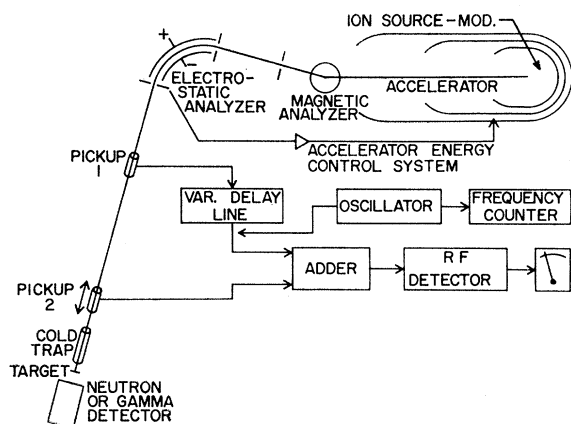 ION SOURCE-MOD.
+
-
ELECTRO-
STATIC
ANALYZER
MAGNETIC
ANALYZER
ACCELERATOR
ACCELERATOR ENERGY
CONTROL SYSTEM
PICKUP
1
VAR. DELAY
LINE
OSCILLATOR
FREQUENCY
COUNTER
ADDER
R F
DETECTOR
PICKUP
2
COLD
TRAP
TARGET
NEUTRON
OR GAMMA
DETECTOR